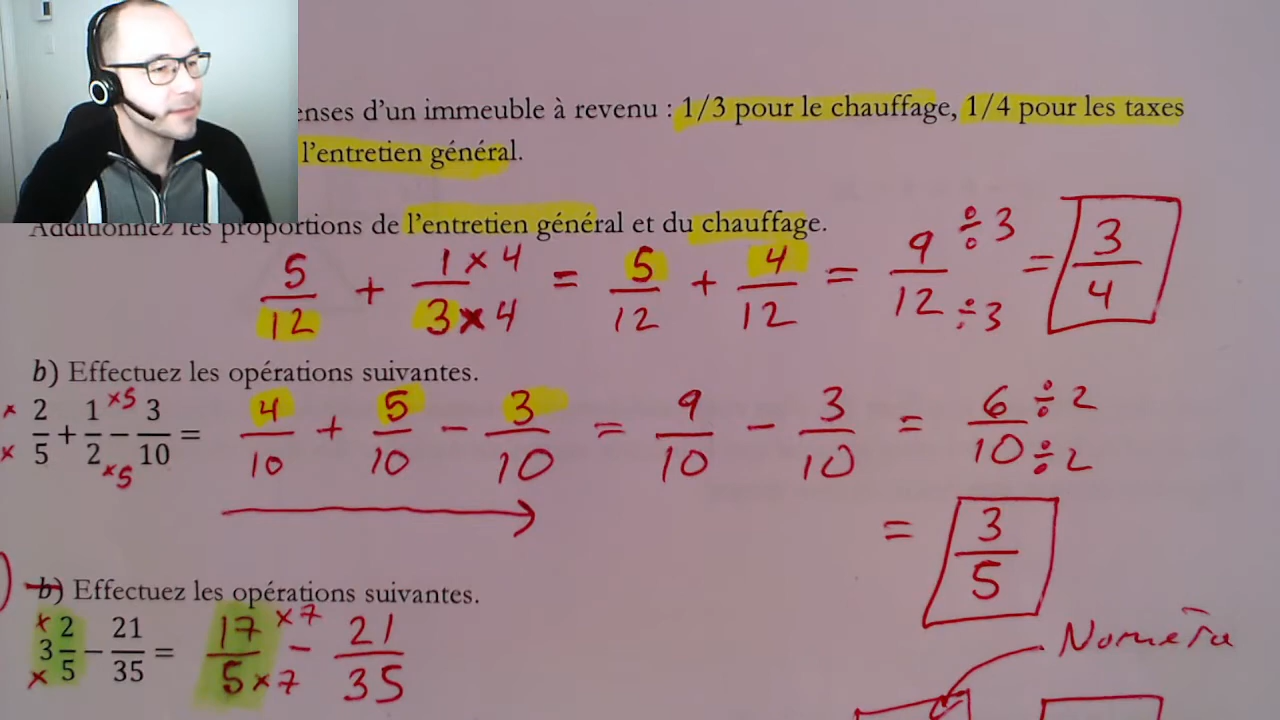 enses d'un immeuble à revenu : 1/3 pour le chauffage, 1/4 pour les taxes
l'entretien général.
Additionnez les proportions de l'entretien général et du chauffage.
5/12 + 1×4/3×4 = 5/12 + 4/12 = 9÷3/12÷3 = 3/4
b) Effectuez les opérations suivantes.
× 2/× 5 + 1×5/2×5 − 3/10 = 4/10 + 5/10 − 3/10 = 9/10 − 3/10 = 6÷2/10÷2
= 3/5
b) Effectuez les opérations suivantes.
3 2/5 − 21/35 = 17×7/5×7 − 21/35